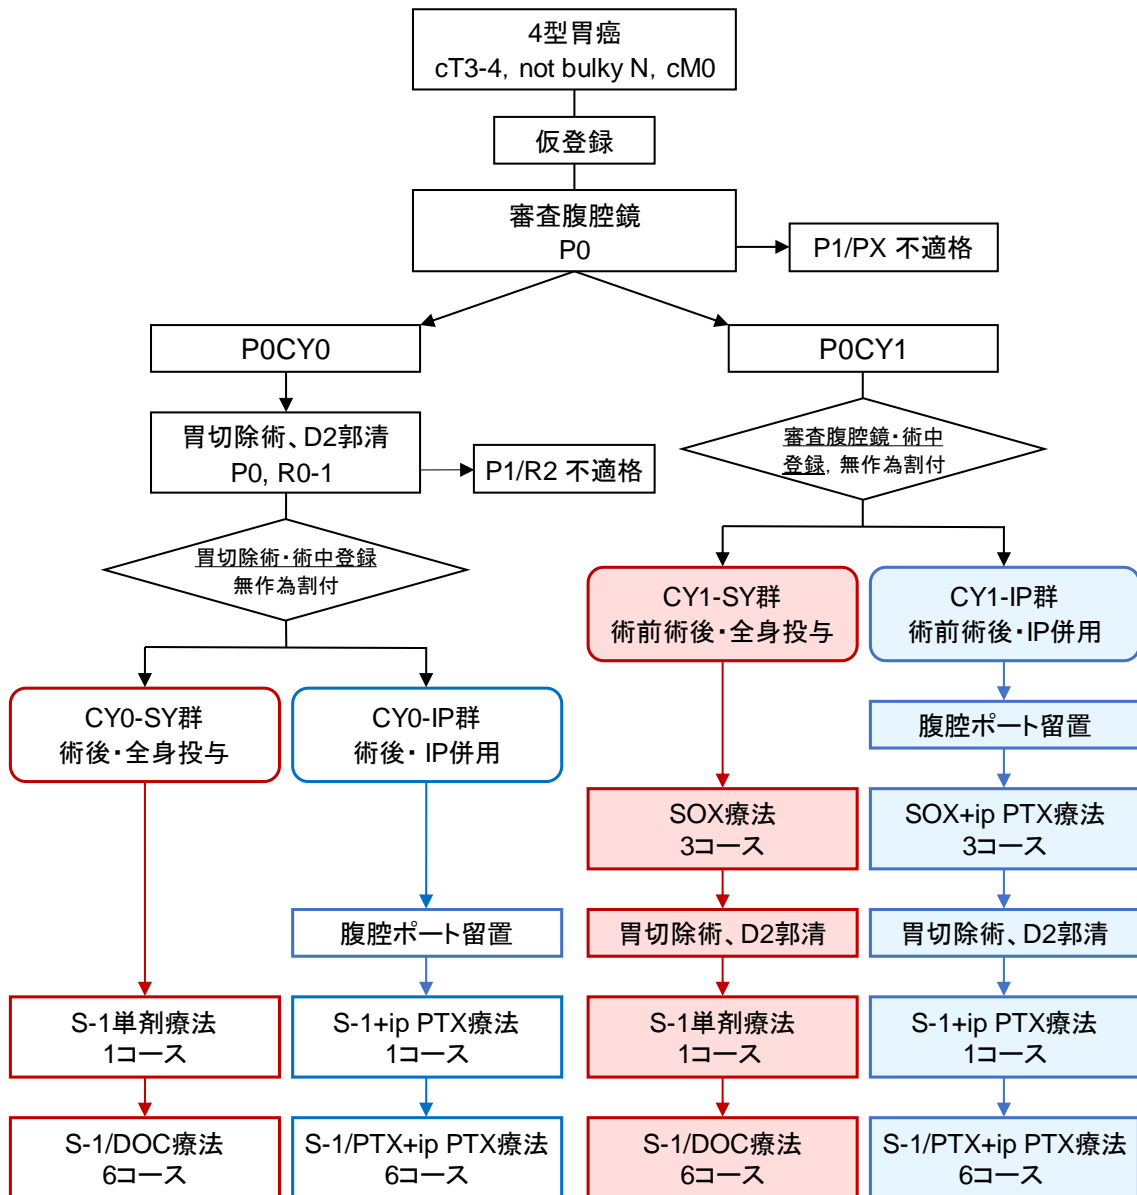 4型胃癌
cT3-4, not bulky N, cM0
仮登録
審査腹腔鏡
P0
P1/PX 不適格
P0CY0
P0CY1
胃切除術、D2郭清
P0, R0-1
P1/R2 不適格
審査腹腔鏡・術中
登録, 無作為割付
胃切除術・術中登録
無作為割付
CY1-SY群
術前術後・全身投与
CY1-IP群
術前術後・IP併用
CY0-SY群
術後・全身投与
CY0-IP群
術後・ IP併用
腹腔ポート留置
SOX療法
3コース
SOX+ip PTX療法
3コース
腹腔ポート留置
胃切除術、D2郭清
胃切除術、D2郭清
S-1単剤療法
1コース
S-1+ip PTX療法
1コース
S-1単剤療法
1コース
S-1+ip PTX療法
1コース
S-1/DOC療法
6コース
S-1/PTX+ip PTX療法
6コース
S-1/DOC療法
6コース
S-1/PTX+ip PTX療法
6コース